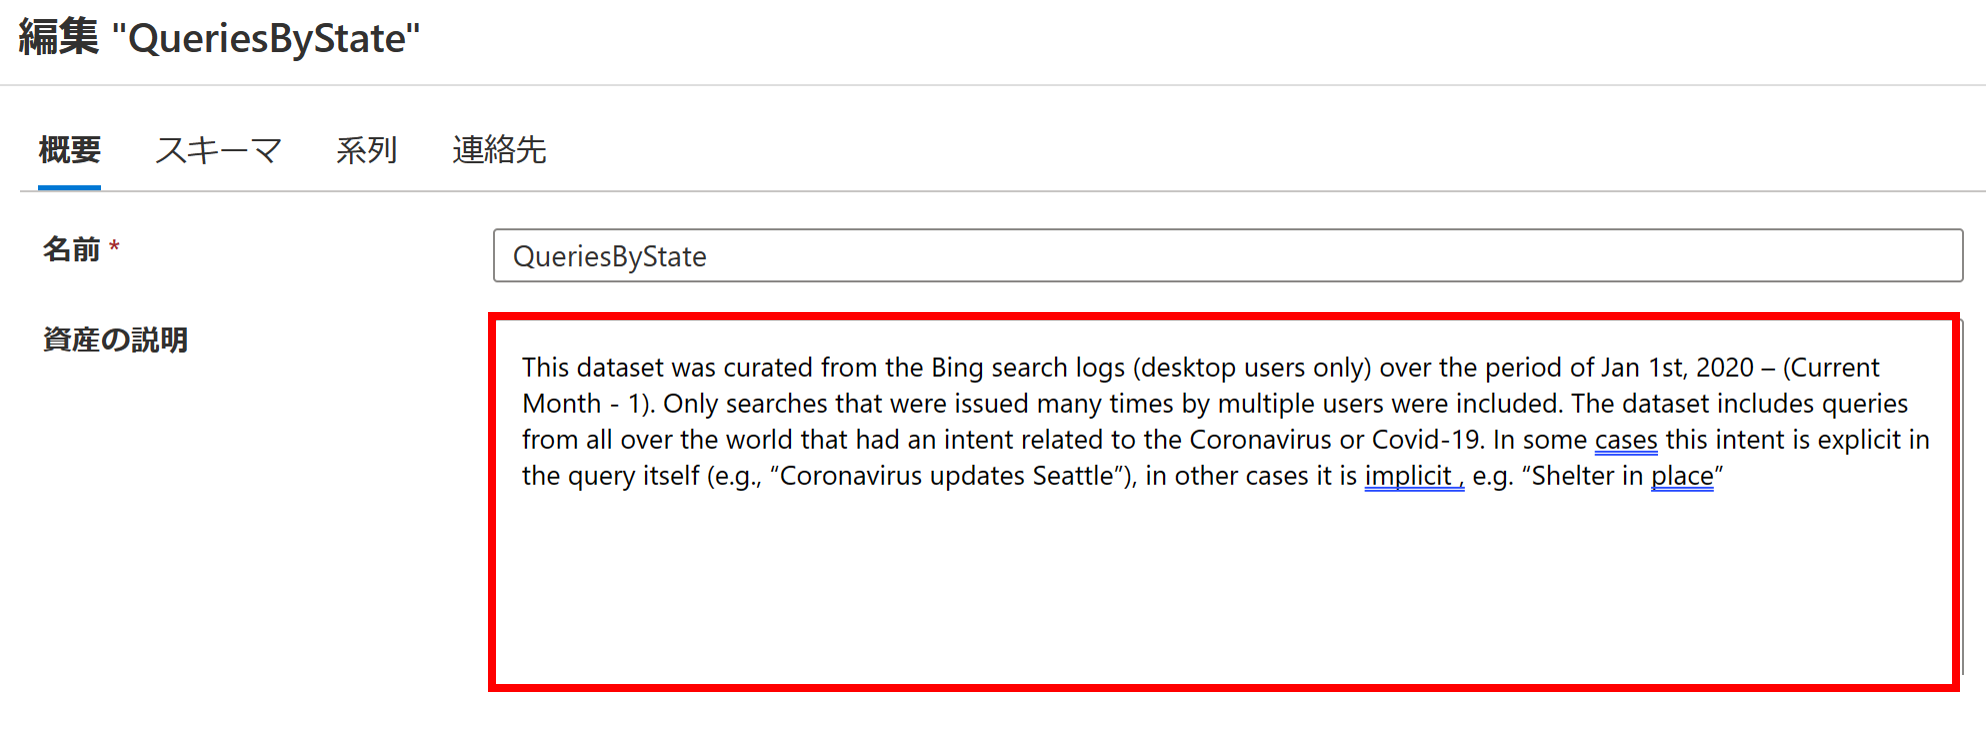 編集 "QueriesByState"
概要 スキーマ 系列 連絡先
名前 *
QueriesByState
資産の説明
This dataset was curated from the Bing search logs (desktop users only) over the period of Jan 1st, 2020 – (Current
Month - 1). Only searches that were issued many times by multiple users were included. The dataset includes queries
from all over the world that had an intent related to the Coronavirus or Covid-19. In some cases this intent is explicit in
the query itself (e.g., “Coronavirus updates Seattle”), in other cases it is implicit , e.g. “Shelter in place”